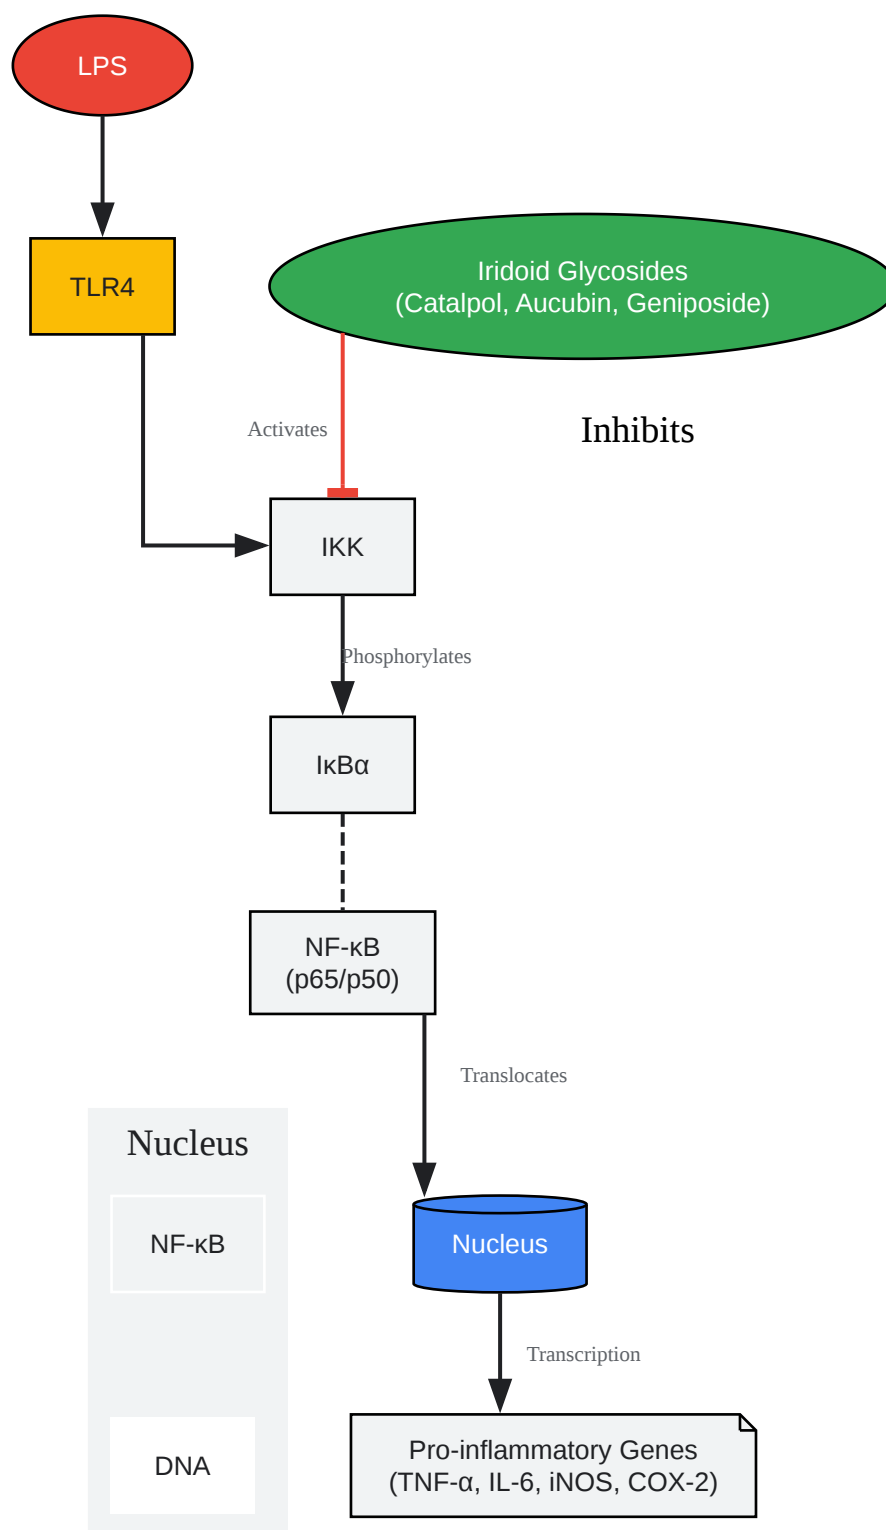 LPS
TLR4
Iridoid Glycosides
(Catalpol, Aucubin, Geniposide)
Activates
Inhibits
IKK
Phosphorylates
IκBα
NF-κB
(p65/p50)
Translocates
Nucleus
NF-κB
Nucleus
Transcription
DNA
Pro-inflammatory Genes
(TNF-α, IL-6, iNOS, COX-2)